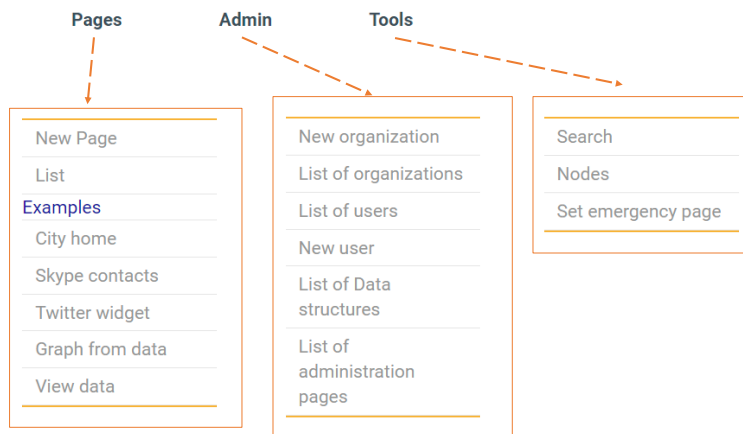 Pages
Admin
Tools
New Page
List
Examples
City home
Skype contacts
Twitter widget
Graph from data
View data
New organization
List of organizations
List of users
New user
List of Data
structures
List of
administration
pages
Search
Nodes
Set emergency page